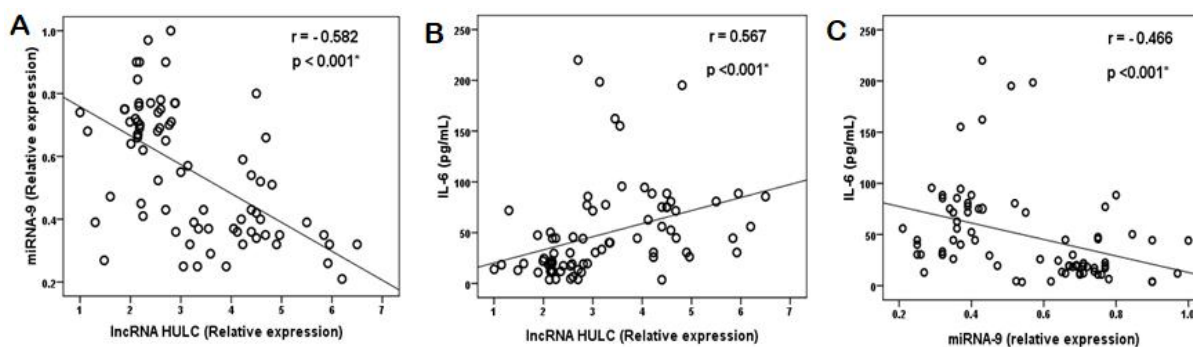 A
r = - 0.582
p < 0.001*
miRNA-9 (Relative expression)
1.0
0.8
0.6
0.4
0.2
1 2 3 4 5 6 7
lncRNA HULC (Relative expression)
B
r = 0.567
p <0.001*
IL-6 (pg/mL)
250
200
150
100
50
0
1 2 3 4 5 6 7
lncRNA HULC (Relative expression)
C
r = - 0.466
p <0.001*
IL-6 (pg/mL)
250
200
150
100
50
0
0.2 0.4 0.6 0.8 1.0
miRNA-9 (relative expression)